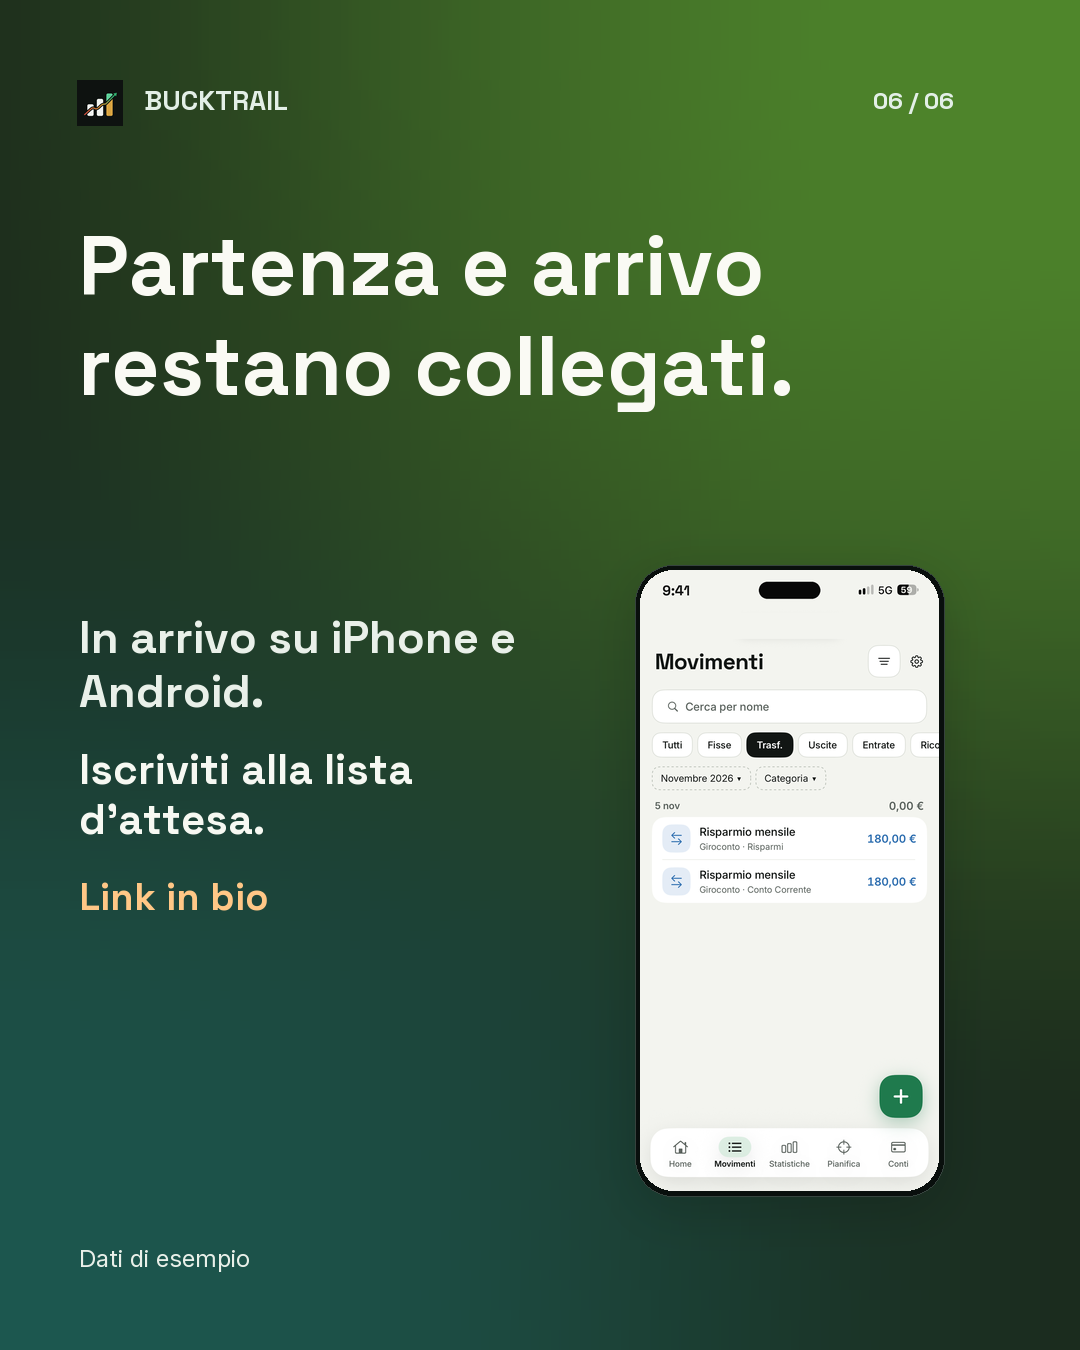 BUCKTRAIL
06 / 06
Partenza e arrivo
restano collegati.
In arrivo su iPhone e
Android.
Iscriviti alla lista
d’attesa.
Link in bio
9:41
5G 59
Movimenti
Cerca per nome
Tutti Fisse Trasf. Uscite Entrate Ricc
Novembre 2026 Categoria
5 nov 0,00 €
Risparmio mensile
Giroconto · Risparmi
180,00 €
Risparmio mensile
Giroconto · Conto Corrente
180,00 €
Home Movimenti Statistiche Pianifica Conti
Dati di esempio